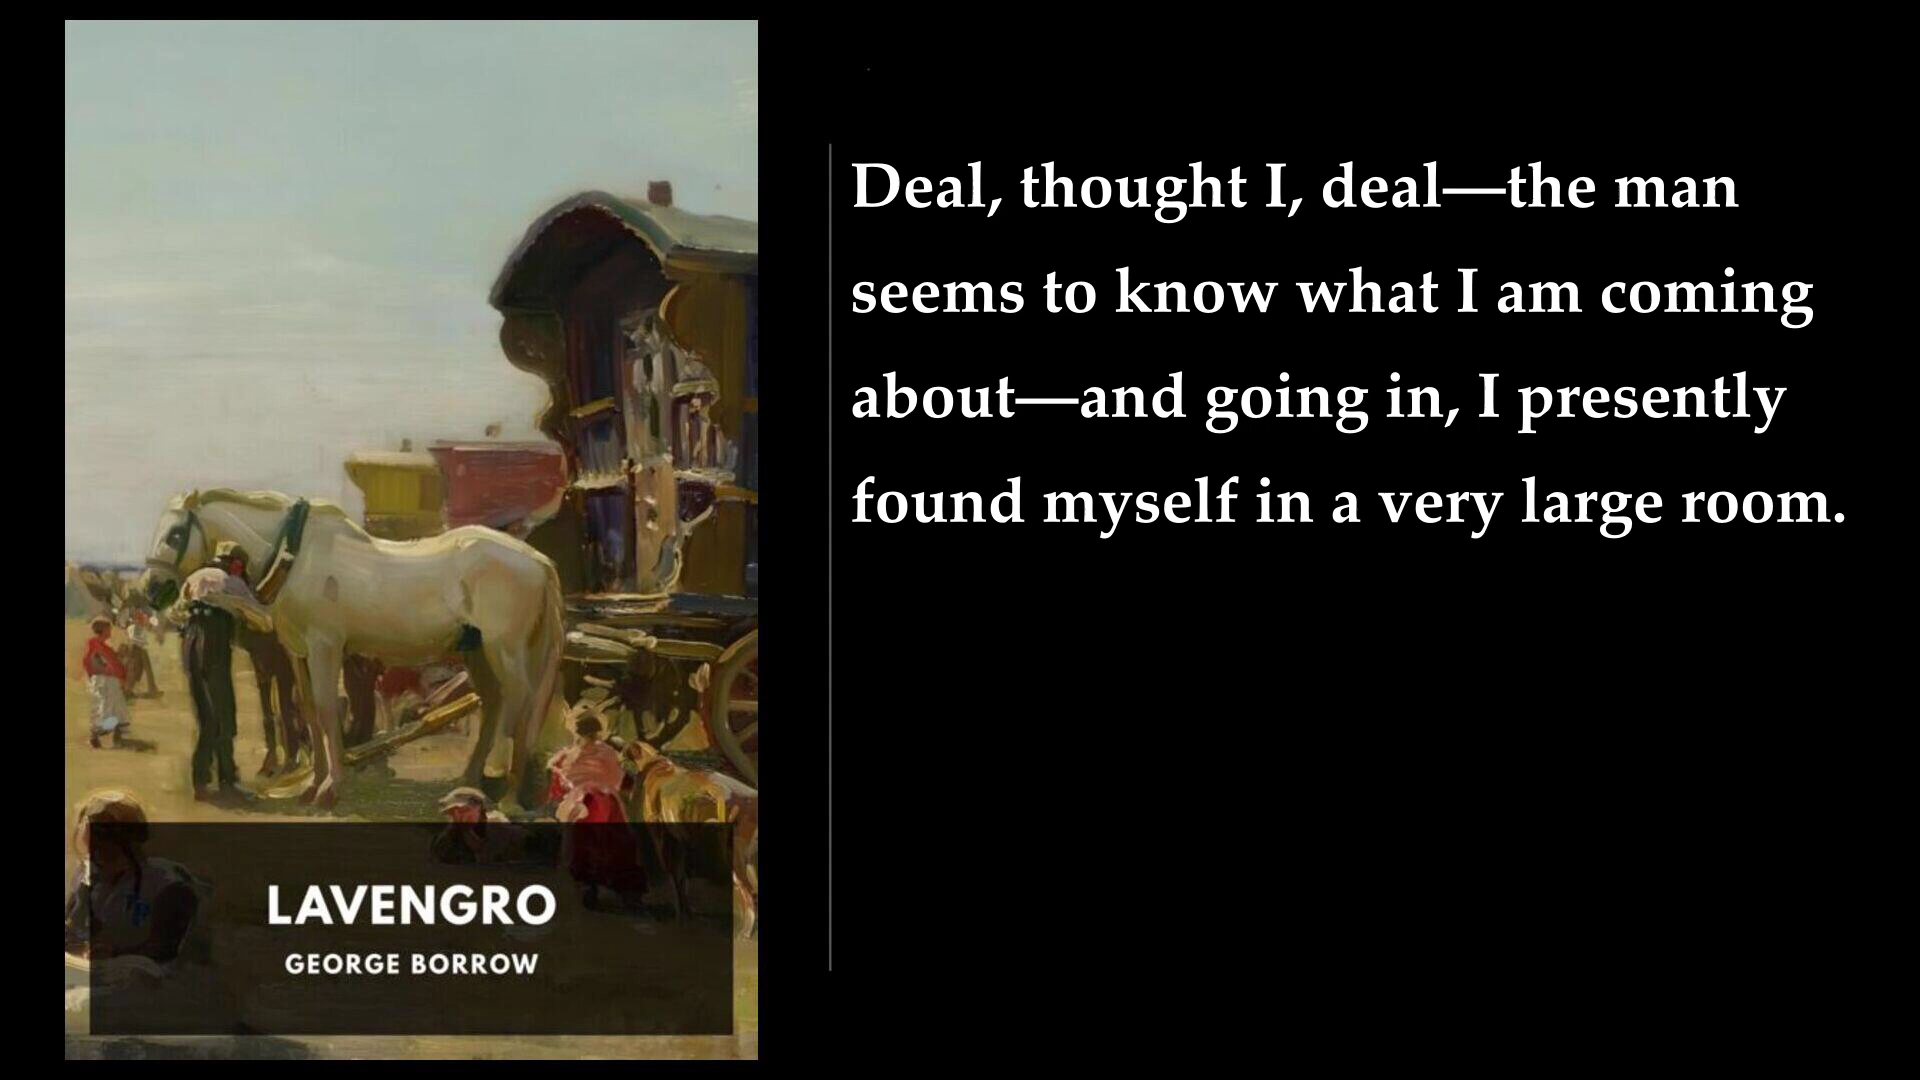 Deal, thought I, deal—the man
seems to know what I am coming
about—and going in, I presently
found myself in a very large room.
LAVENGRO
GEORGE BORROW